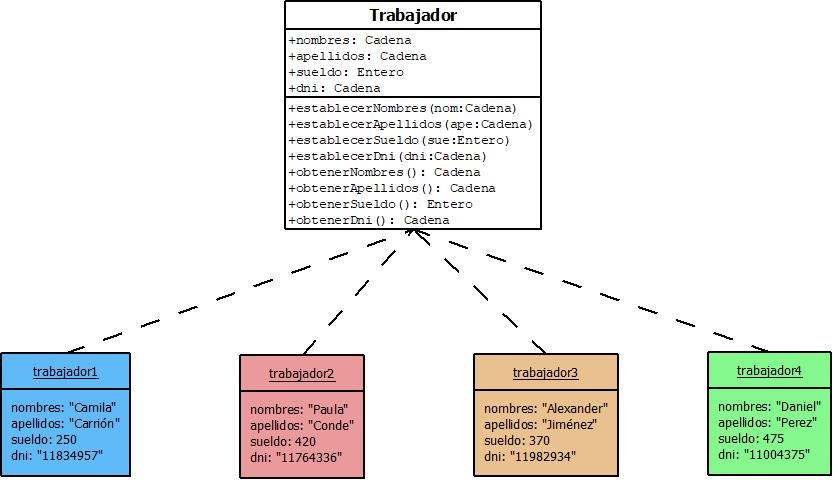 Trabajador
+nombres: Cadena
+apellidos: Cadena
+sueldo: Entero
+dni: Cadena
+establecerNombres(nom:Cadena)
+establecerApellidos(ape:Cadena)
+establecerSueldo(sue:Entero)
+establecerDni(dni:Cadena)
+obtenerNombres(): Cadena
+obtenerApellidos(): Cadena
+obtenerSueldo(): Entero
+obtenerDni(): Cadena
trabajador1
nombres: "Camila"
apellidos: "Carrión"
sueldo: 250
dni: "11834957"
trabajador2
nombres: "Paula"
apellidos: "Conde"
sueldo: 420
dni: "11764336"
trabajador3
nombres: "Alexander"
apellidos: "Jiménez"
sueldo: 370
dni: "11982934"
trabajador4
nombres: "Daniel"
apellidos: "Perez"
sueldo: 475
dni: "11004375"